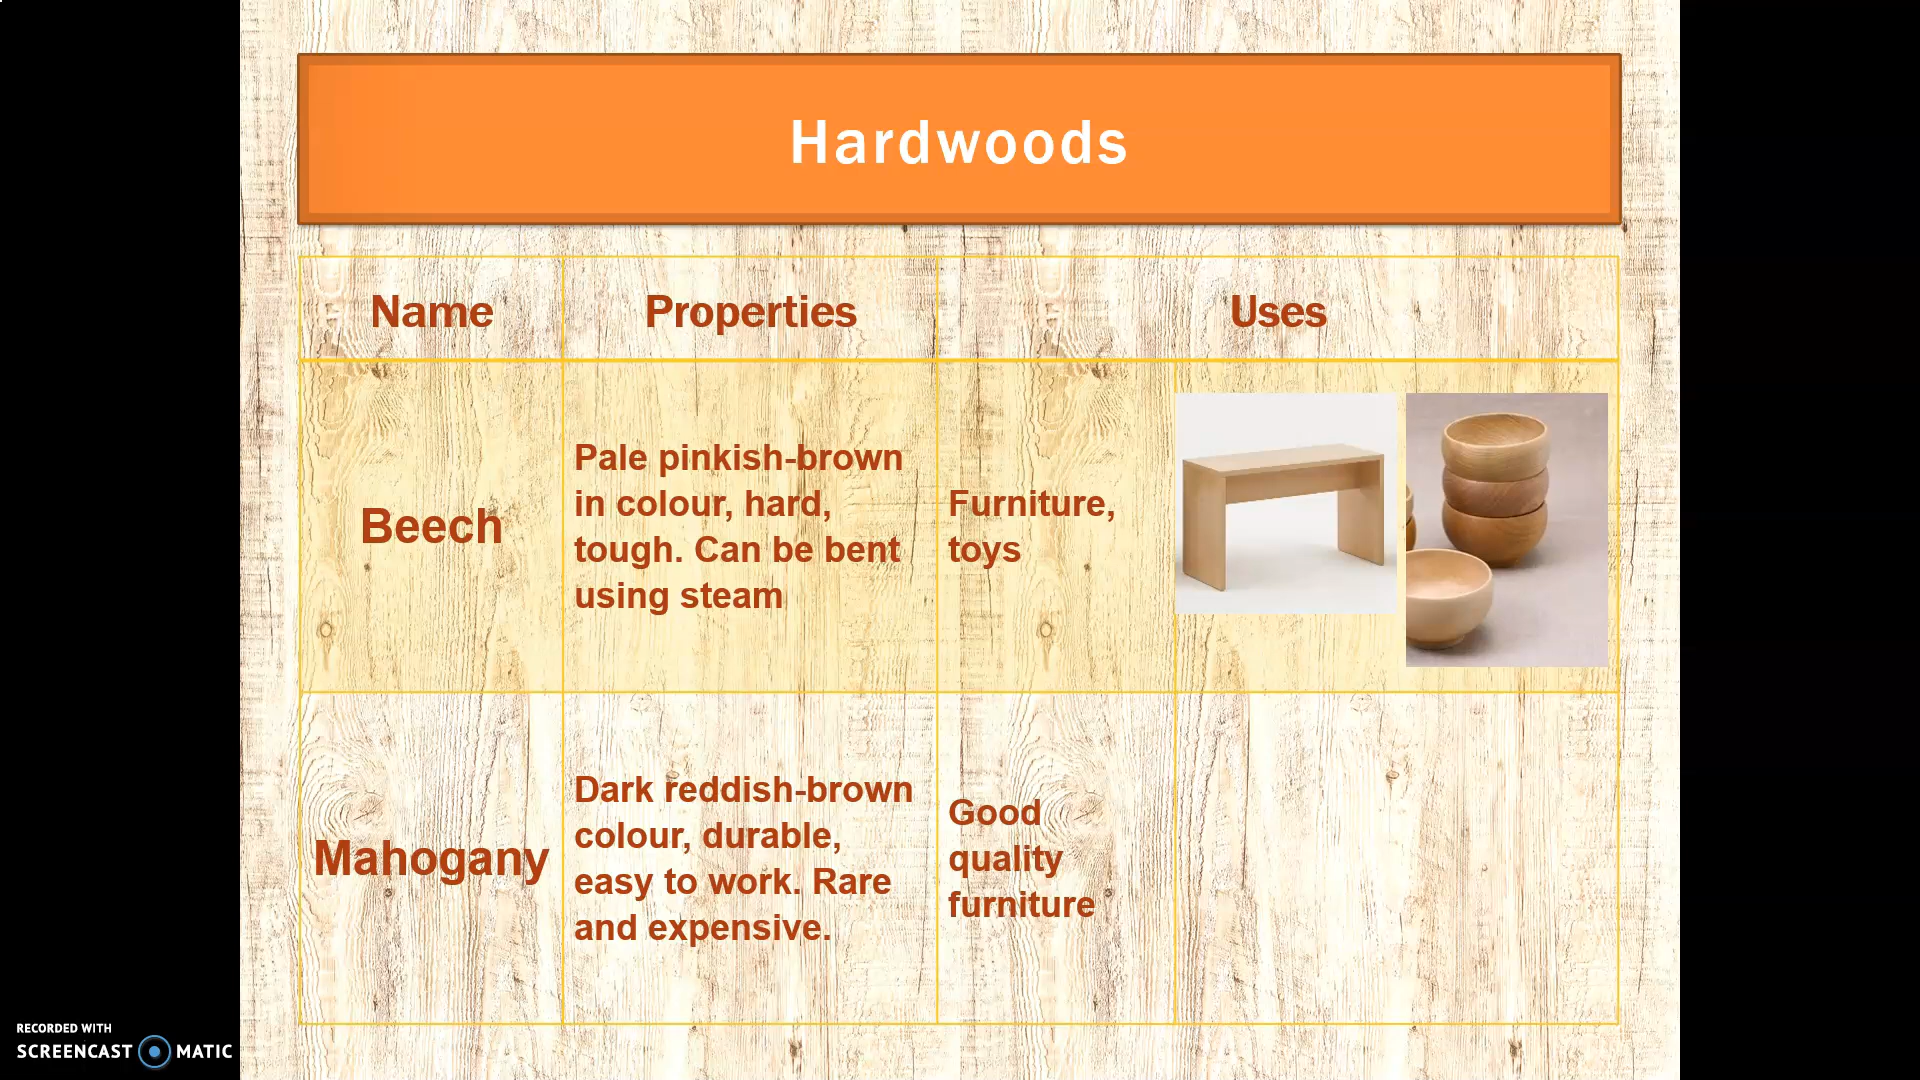 Hardwoods
Name
Properties
Uses
Beech
Pale pinkish-brown
in colour, hard,
tough. Can be bent
using steam
Furniture,
toys
Mahogany
Dark reddish-brown
colour, durable,
easy to work. Rare
and expensive.
Good
quality
furniture
RECORDED WITH
SCREENCAST MATIC